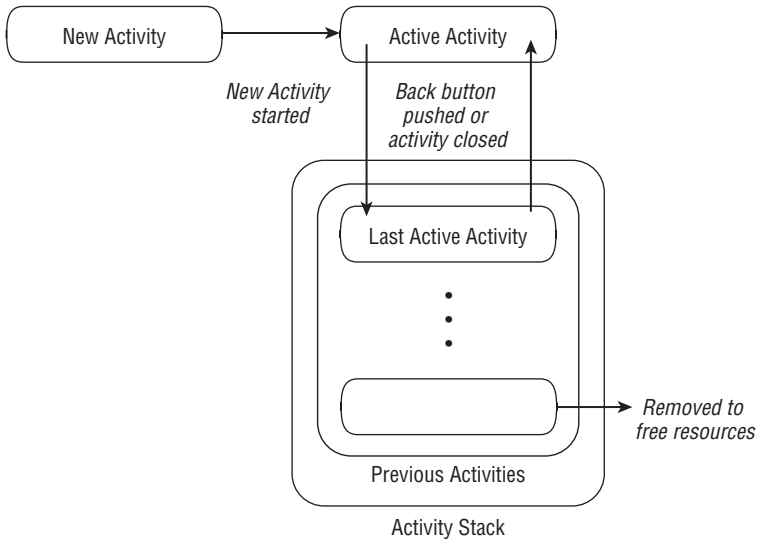 New Activity
Active Activity
New Activity
started
Back button
pushed or
activity closed
Last Active Activity
Removed to
free resources
Previous Activities
Activity Stack